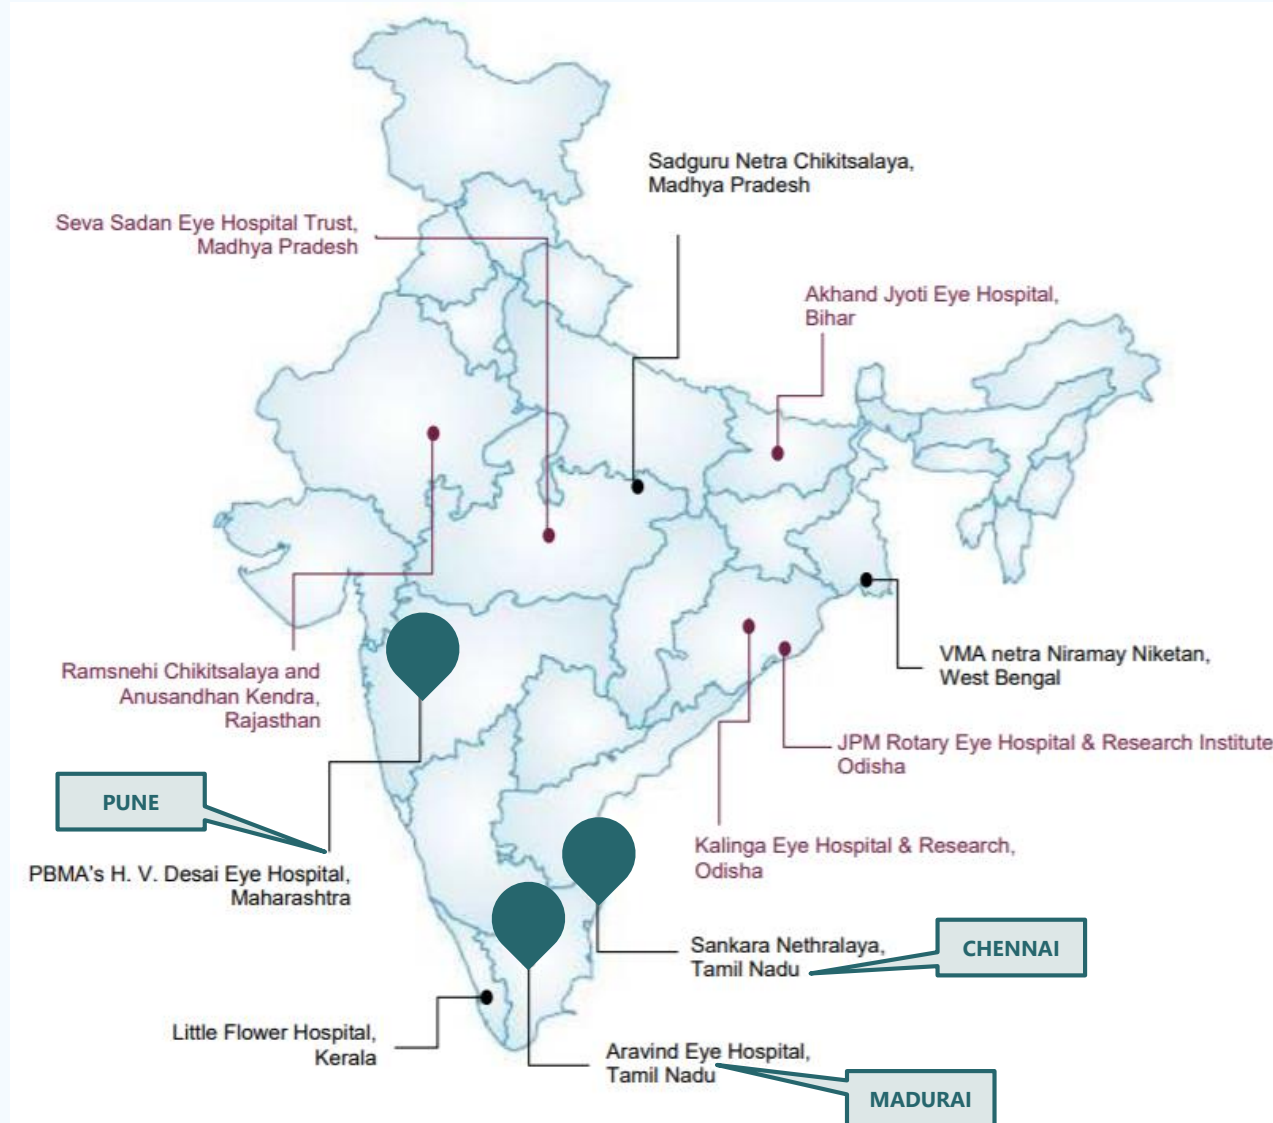 Sadguru Netra Chikitsalaya,
Madhya Pradesh
Seva Sadan Eye Hospital Trust,
Madhya Pradesh
Akhand Jyoti Eye Hospital,
Bihar
VMA netra Niramay Niketan,
West Bengal
Ramsnehi Chikitsalaya and
Anusandhan Kendra,
Rajasthan
JPM Rotary Eye Hospital & Research Institute
Odisha
PUNE
Kalinga Eye Hospital & Research,
Odisha
PBMA's H. V. Desai Eye Hospital,
Maharashtra
Sankara Nethralaya,
Tamil Nadu
CHENNAI
Little Flower Hospital,
Kerala
Aravind Eye Hospital,
Tamil Nadu
MADURAI